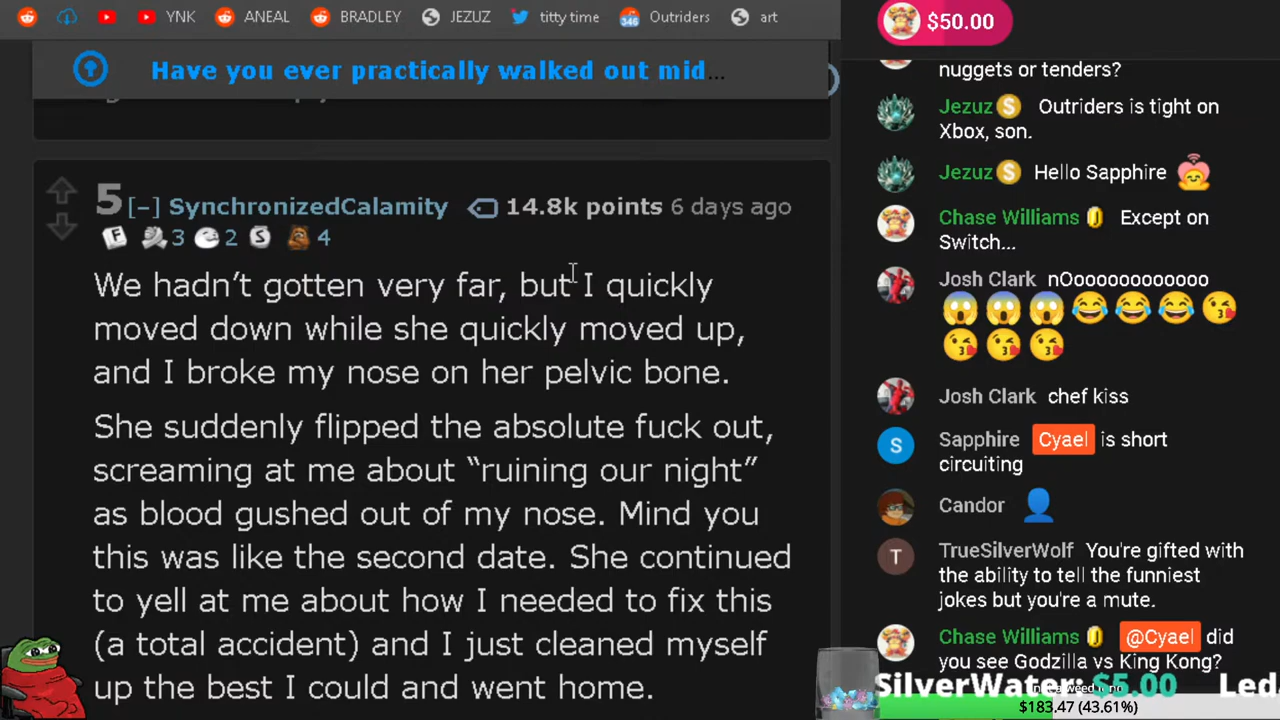 YNK ANEAL BRADLEY JEZUZ titty time 346 Outriders art
Have you ever practically walked out mid...
5 [–] SynchronizedCalamity 14.8k points 6 days ago
F 3 2 S 4
We hadn’t gotten very far, but I quickly
moved down while she quickly moved up,
and I broke my nose on her pelvic bone.
She suddenly flipped the absolute fuck out,
screaming at me about “ruining our night”
as blood gushed out of my nose. Mind you
this was like the second date. She continued
to yell at me about how I needed to fix this
(a total accident) and I just cleaned myself
up the best I could and went home.
$50.00
nuggets or tenders?
Jezuz S Outriders is tight on
Xbox, son.
Jezuz S Hello Sapphire
Chase Williams Except on
Switch...
Josh Clark nOoooooooooooo
😱😱😱😂😂😂😘
😘😘😘
Josh Clark chef kiss
S Sapphire Cyael is short
circuiting
Candor 👤
T TrueSilverWolf You're gifted with
the ability to tell the funniest
jokes but you're a mute.
Chase Williams @Cyael did
you see Godzilla vs King Kong?
SilverWater: $5.00 Led
$183.47 (43.61%)